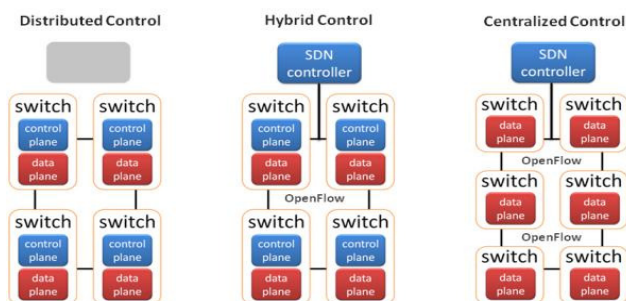 Distributed Control
switch switch
control plane control plane
data plane data plane
switch switch
control plane control plane
data plane data plane
Hybrid Control
SDN
controller
switch switch
control plane control plane
data plane data plane
OpenFlow
switch switch
control plane control plane
data plane data plane
Centralized Control
SDN
controller
switch switch
data plane data plane
OpenFlow
switch switch
data plane data plane
OpenFlow
switch switch
data plane data plane